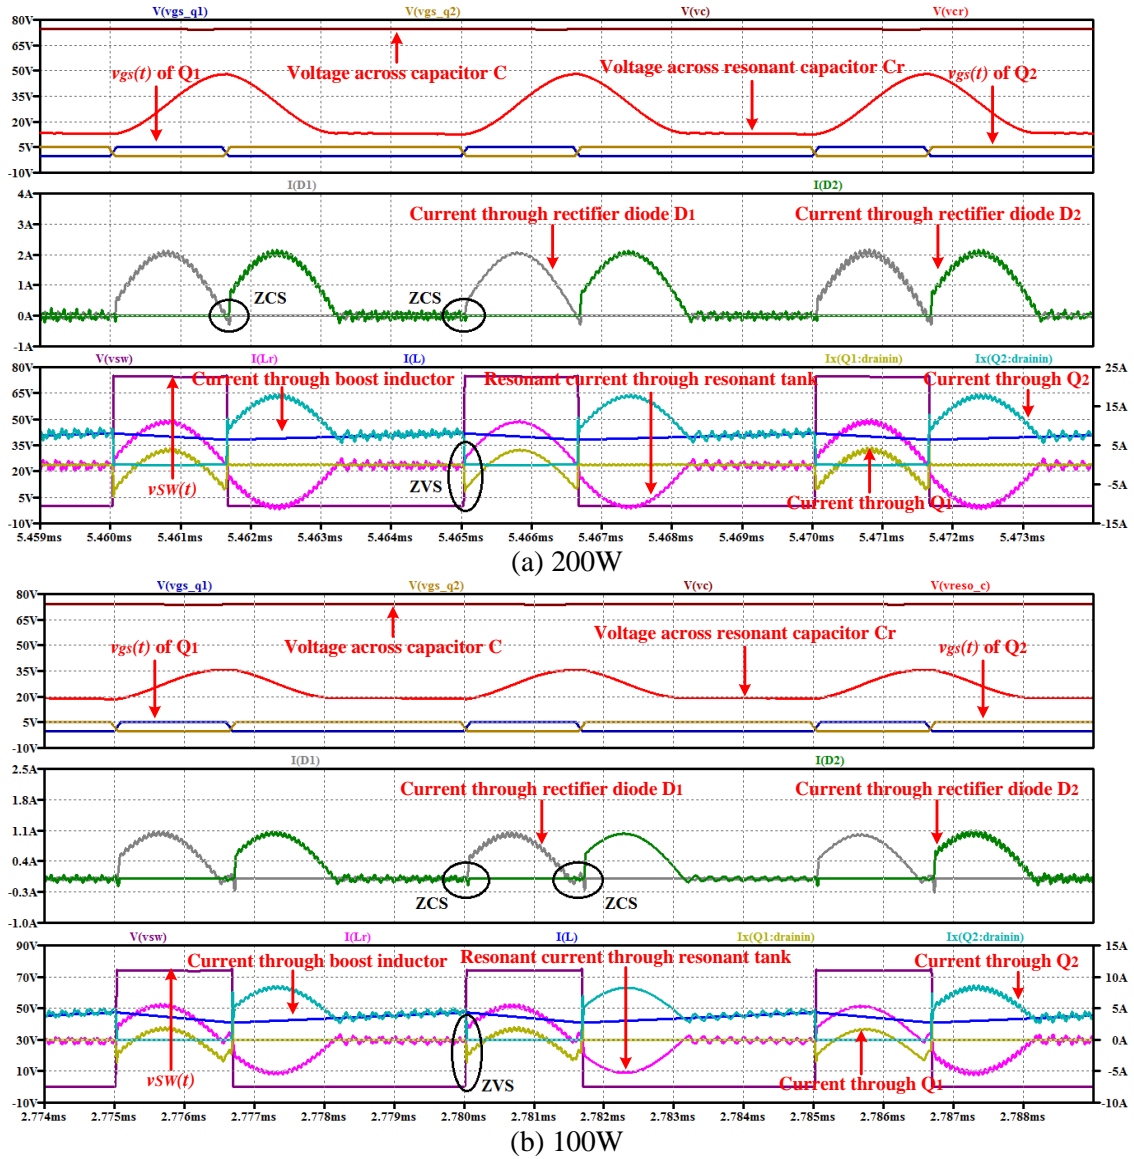 V(vgs_q1) V(vgs_q2) V(vc) V(vcr)
80V
65V
50V
35V
20V
5V
-10V
vgs(t) of Q1
Voltage across capacitor C
Voltage across resonant capacitor Cr
vgs(t) of Q2
I(D1) I(D2)
4A
3A
2A
1A
0A
-1A
Current through rectifier diode D1
Current through rectifier diode D2
ZCS
ZCS
V(vsw) I(Lr) I(L) Ix(Q1:drainin) Ix(Q2:drainin)
80V
65V
50V
35V
20V
5V
-10V
25A
15A
5A
-5A
-15A
Current through boost inductor
Resonant current through resonant tank
Current through Q2
vSW(t)
ZVS
Current through Q1
5.459ms 5.460ms 5.461ms 5.462ms 5.463ms 5.464ms 5.465ms 5.466ms 5.467ms 5.468ms 5.469ms 5.470ms 5.471ms 5.472ms 5.473ms
(a) 200W
V(vgs_q1) V(vgs_q2) V(vc) V(vreso_c)
80V
65V
50V
35V
20V
5V
-10V
vgs(t) of Q1
Voltage across capacitor C
Voltage across resonant capacitor Cr
vgs(t) of Q2
I(D1) I(D2)
2.5A
1.8A
1.1A
0.4A
-0.3A
-1.0A
Current through rectifier diode D1
Current through rectifier diode D2
ZCS
ZCS
V(vsw) I(Lr) I(L) Ix(Q1:drainin) Ix(Q2:drainin)
90V
70V
50V
30V
10V
-10V
15A
10A
5A
0A
-5A
-10A
Current through boost inductor
Resonant current through resonant tank
Current through Q2
vSW(t)
ZVS
Current through Q1
2.774ms 2.775ms 2.776ms 2.777ms 2.778ms 2.779ms 2.780ms 2.781ms 2.782ms 2.783ms 2.784ms 2.785ms 2.786ms 2.787ms 2.788ms
(b) 100W